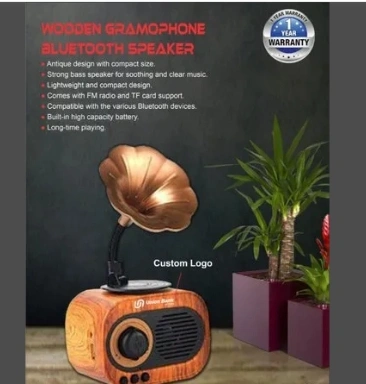 WOODEN GRAMOPHONE
BLUETOOTH SPEAKER
Antique design with compact size.
Strong bass speaker for soothing and clear music.
Lightweight and compact design.
Comes with FM radio and TF card support.
Compatible with the various Bluetooth devices.
Built-in high capacity battery.
Long-time playing.
1
YEAR
WARRANTY
Custom Logo